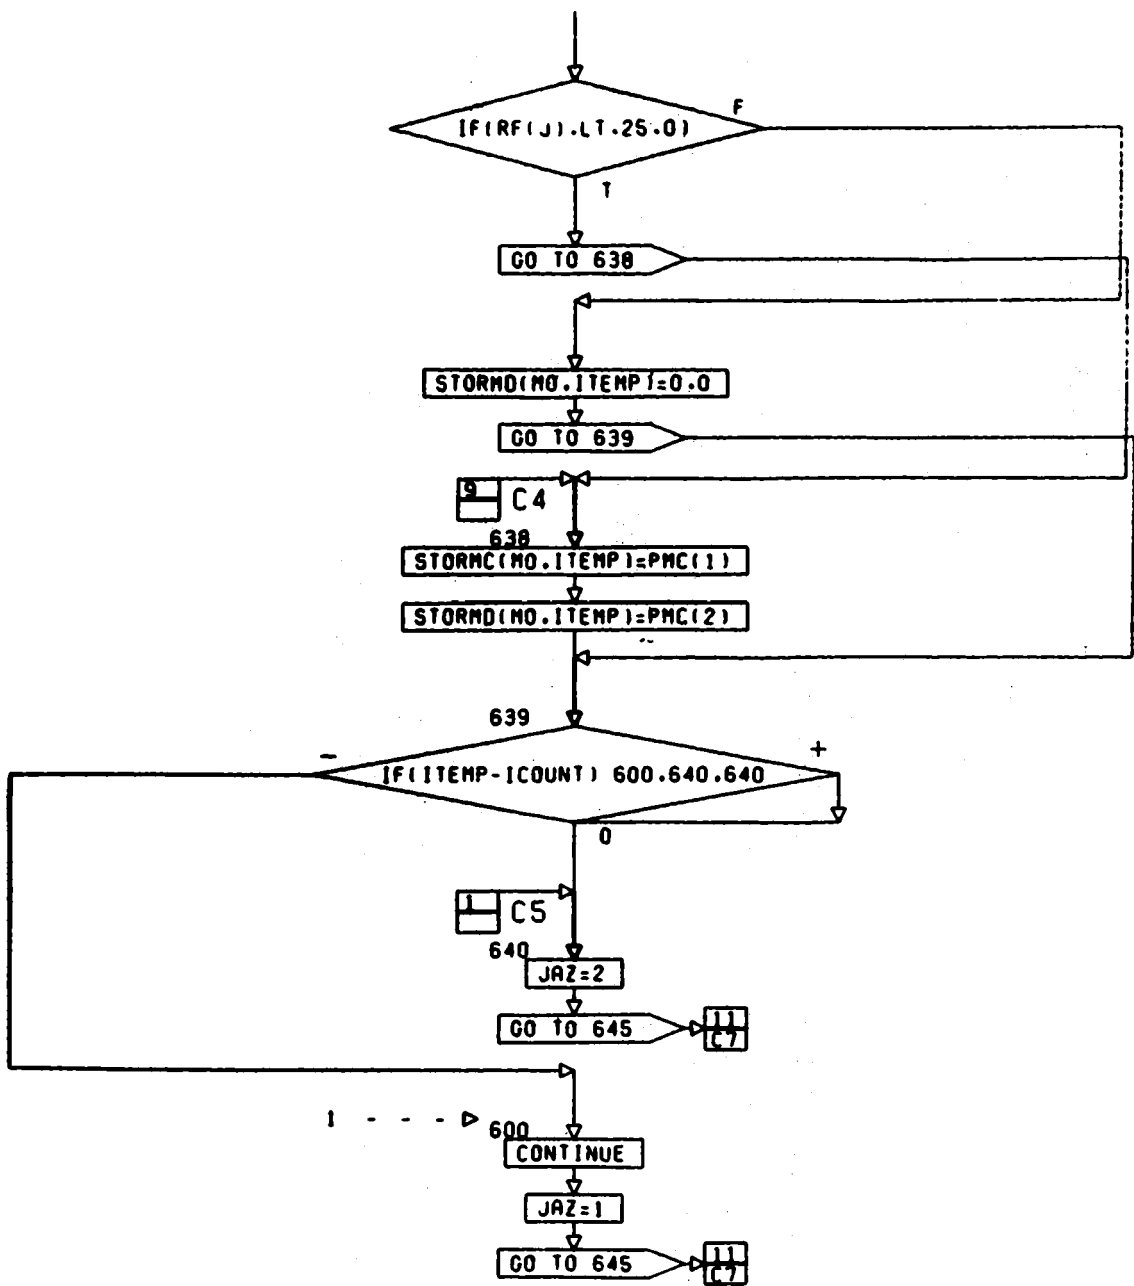 F
IF(RF(J).LT.25.0)
T
GO TO 638
STORMD(MO.ITEMP)=0.0
GO TO 639
9 C4
638
STORMC(MO.ITEMP)=PMC(1)
STORMD(MO.ITEMP)=PMC(2)
639
- +
IF(ITEMP-ICOUNT) 600.640.640
0
1 C5
640
JAZ=2
GO TO 645 11
C7
1 - - -
600
CONTINUE
JAZ=1
GO TO 645 11
C7